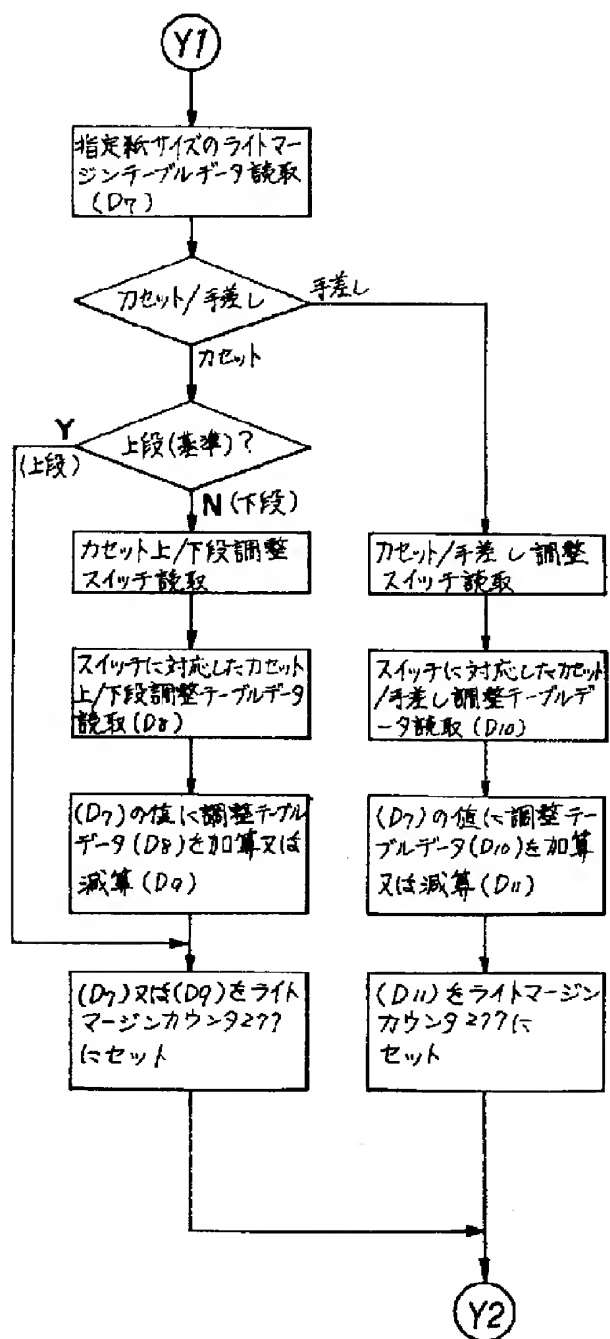 Y1
指定紙サイズのライトマー
ジンテーブルデータ読取
(D7)
カセット/手差し
手差し
カセット
Y
(上段)
上段(基準)?
N(下段)
カセット上/下段調整
スイッチ読取
スイッチに対応したカセット
上/下段調整テーブルデータ
読取(D8)
(D7)の値に調整テーブル
データ(D8)を加算又は
減算(D9)
(D7)又は(D9)をライト
マージンカウンタ277
にセット
カセット/手差し調整
スイッチ読取
スイッチに対応したカセット
/手差し調整テーブルデ
ータ読取(D10)
(D7)の値に調整テー
ブルデータ(D10)を加算
又は減算(D11)
(D11)をライトマージン
カウンタ277に
セット
Y2